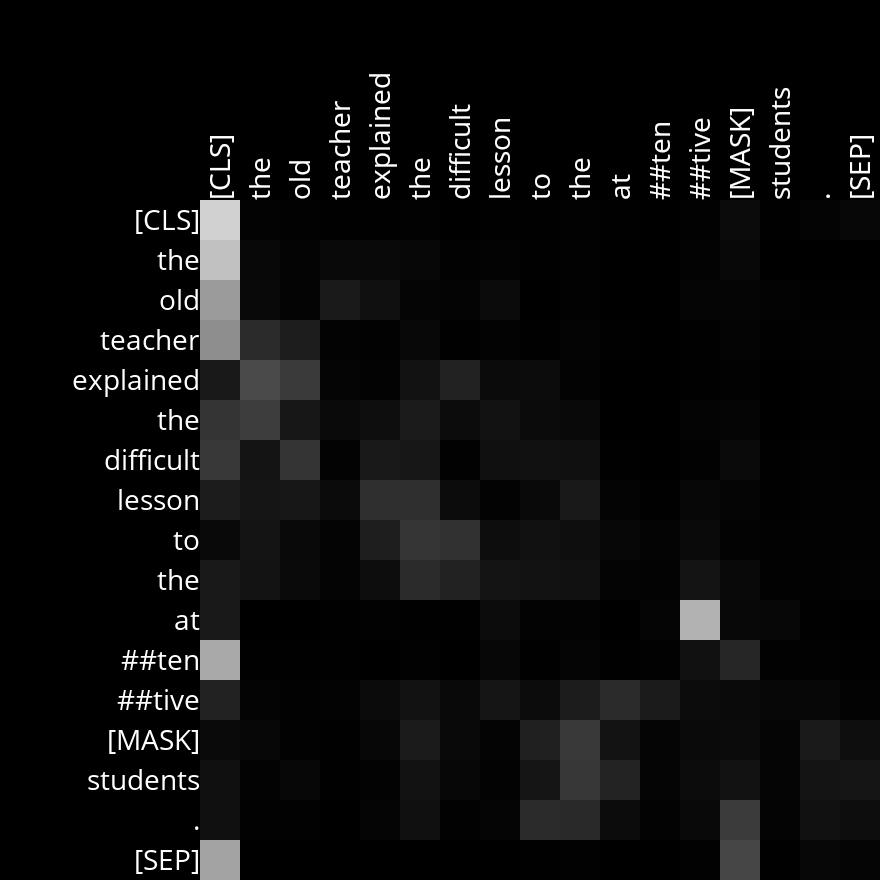 [CLS] the old teacher explained the difficult lesson to the at ##ten ##tive [MASK] students . [SEP]
[CLS]
the
old
teacher
explained
the
difficult
lesson
to
the
at
##ten
##tive
[MASK]
students
.
[SEP]